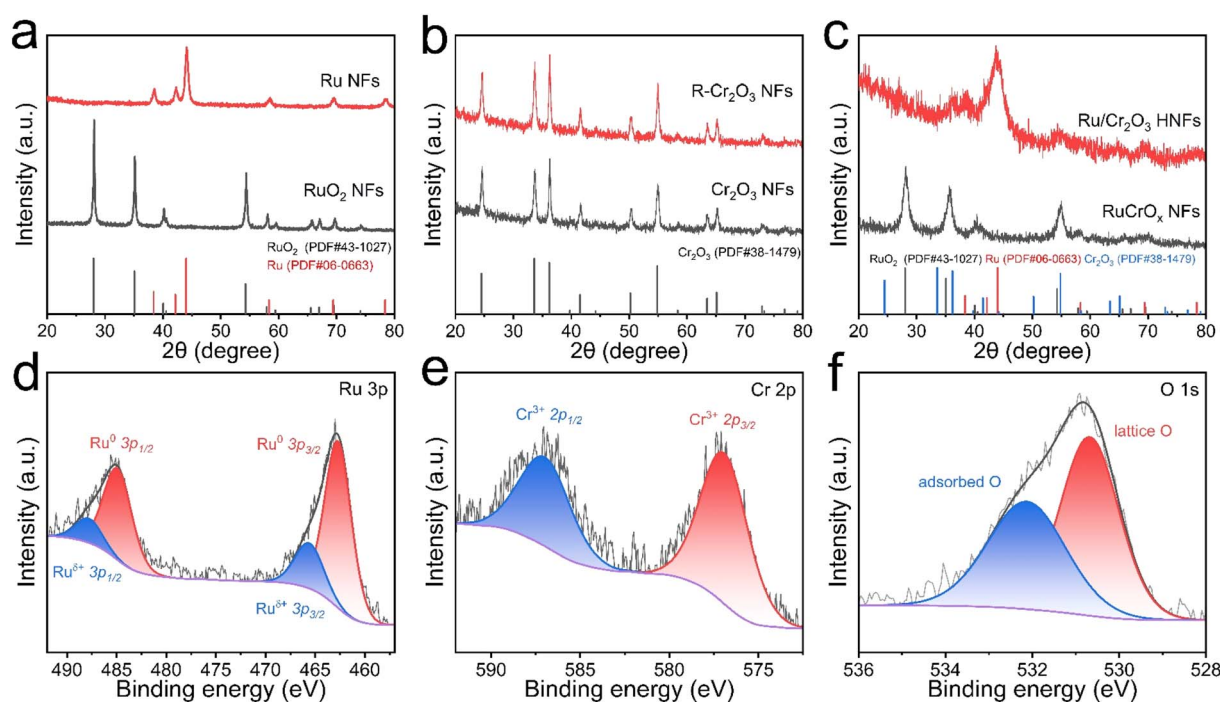 a
Intensity (a.u.)
Ru NFs
RuO₂ NFs
RuO₂ (PDF#43-1027)
Ru (PDF#06-0663)
20 30 40 50 60 70 80
2θ (degree)
b
Intensity (a.u.)
R-Cr₂O₃ NFs
Cr₂O₃ NFs
Cr₂O₃ (PDF#38-1479)
20 30 40 50 60 70 80
2θ (degree)
c
Intensity (a.u.)
Ru/Cr₂O₃ HNFs
RuCrOₓ NFs
RuO₂ (PDF#43-1027) Ru (PDF#06-0663) Cr₂O₃ (PDF#38-1479)
20 30 40 50 60 70 80
2θ (degree)
d
Intensity (a.u.)
Ru 3p
Ru⁰ 3p₁/₂
Ru⁰ 3p₃/₂
Ruᵟ⁺ 3p₁/₂
Ruᵟ⁺ 3p₃/₂
490 485 475 470 465 460
Binding energy (eV)
e
Intensity (a.u.)
Cr 2p
Cr³⁺ 2p₁/₂
Cr³⁺ 2p₃/₂
590 585 580 575
Binding energy (eV)
f
Intensity (a.u.)
O 1s
lattice O
adsorbed O
536 534 532 530 528
Binding energy (eV)